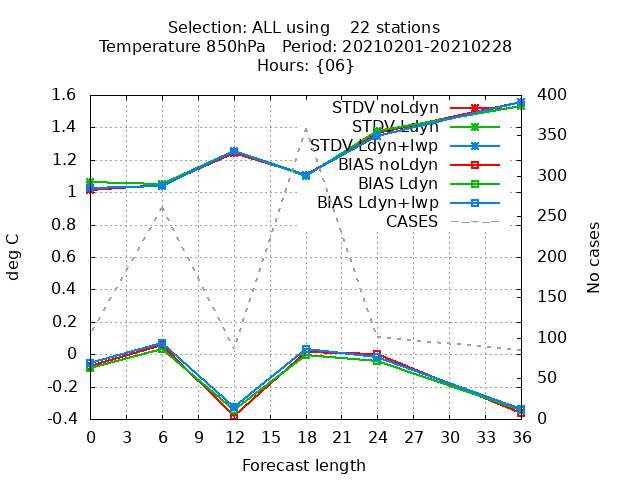 Selection: ALL using 22 stations
Temperature 850hPa Period: 20210201-20210228
Hours: {06}
1.6
1.4
1.2
1
0.8
0.6
0.4
0.2
0
-0.2
-0.4
deg C
400
350
300
250
200
150
100
50
0
No cases
STDV noLdyn
STDV Ldyn
STDV Ldyn+lwp
BIAS noLdyn
BIAS Ldyn
BIAS Ldyn+lwp
CASES
0 3 6 9 12 15 18 21 24 27 30 33 36
Forecast length